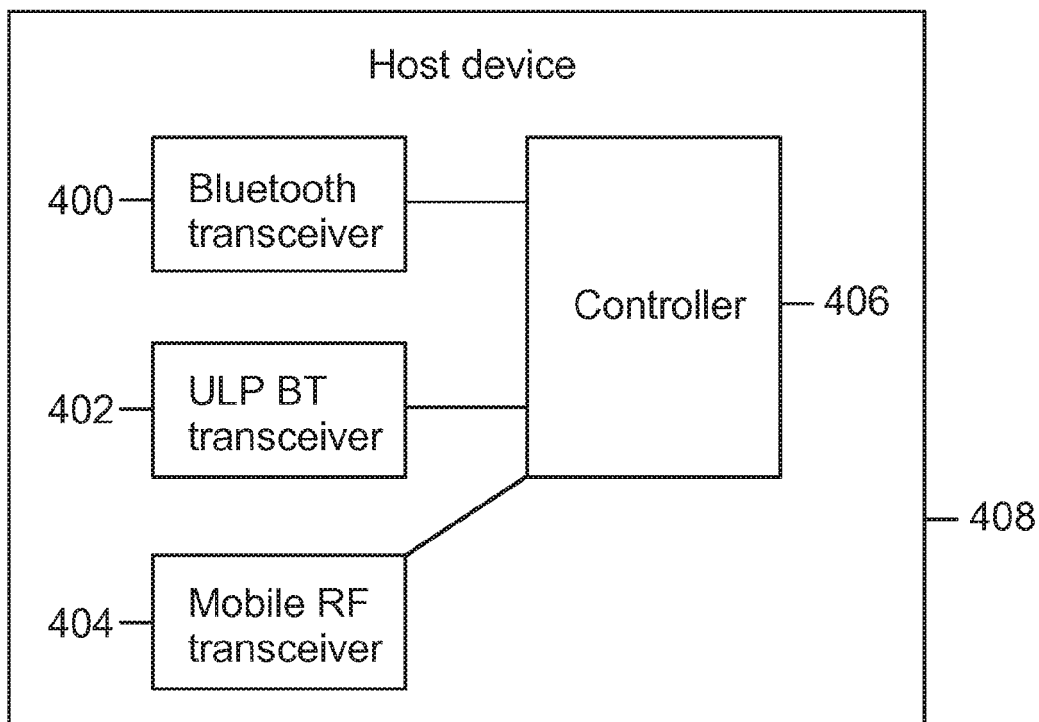 Host device
400
Bluetooth
transceiver
Controller
406
402
ULP BT
transceiver
408
404
Mobile RF
transceiver